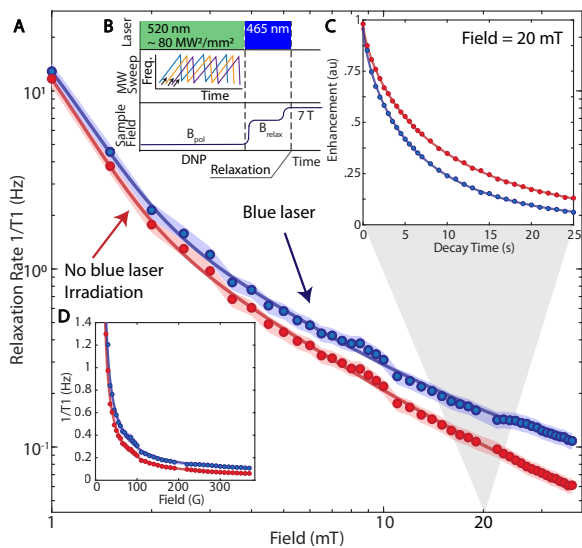 A
B
Laser
520 nm
~ 80 MW²/mm²
465 nm
MW
Sweep
Freq.
Time
Sample
Field
B_pol
B_relax
7 T
DNP
Time
Relaxation
C
Field = 20 mT
Enhancement (au)
1
.75
.5
.25
0
0
5
10
15
20
25
Decay Time (s)
Relaxation Rate 1/T1 (Hz)
10¹
10⁰
10⁻¹
Blue laser
No blue laser
Irradiation
D
1/T1 (Hz)
1.4
1
0.8
0.6
0.4
0.2
0
0
100
200
300
Field (G)
1
2
3
4
10
20
Field (mT)